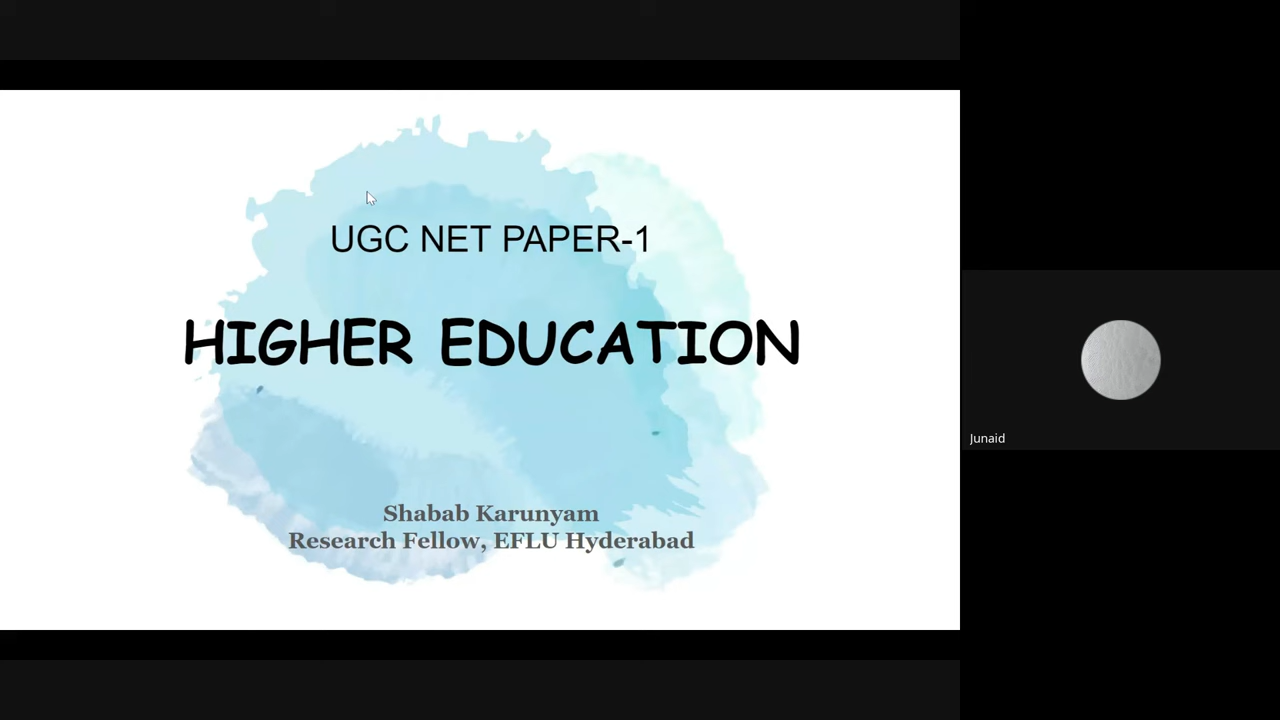 UGC NET PAPER-1
HIGHER EDUCATION
Shabab Karunyam
Research Fellow, EFLU Hyderabad
Junaid